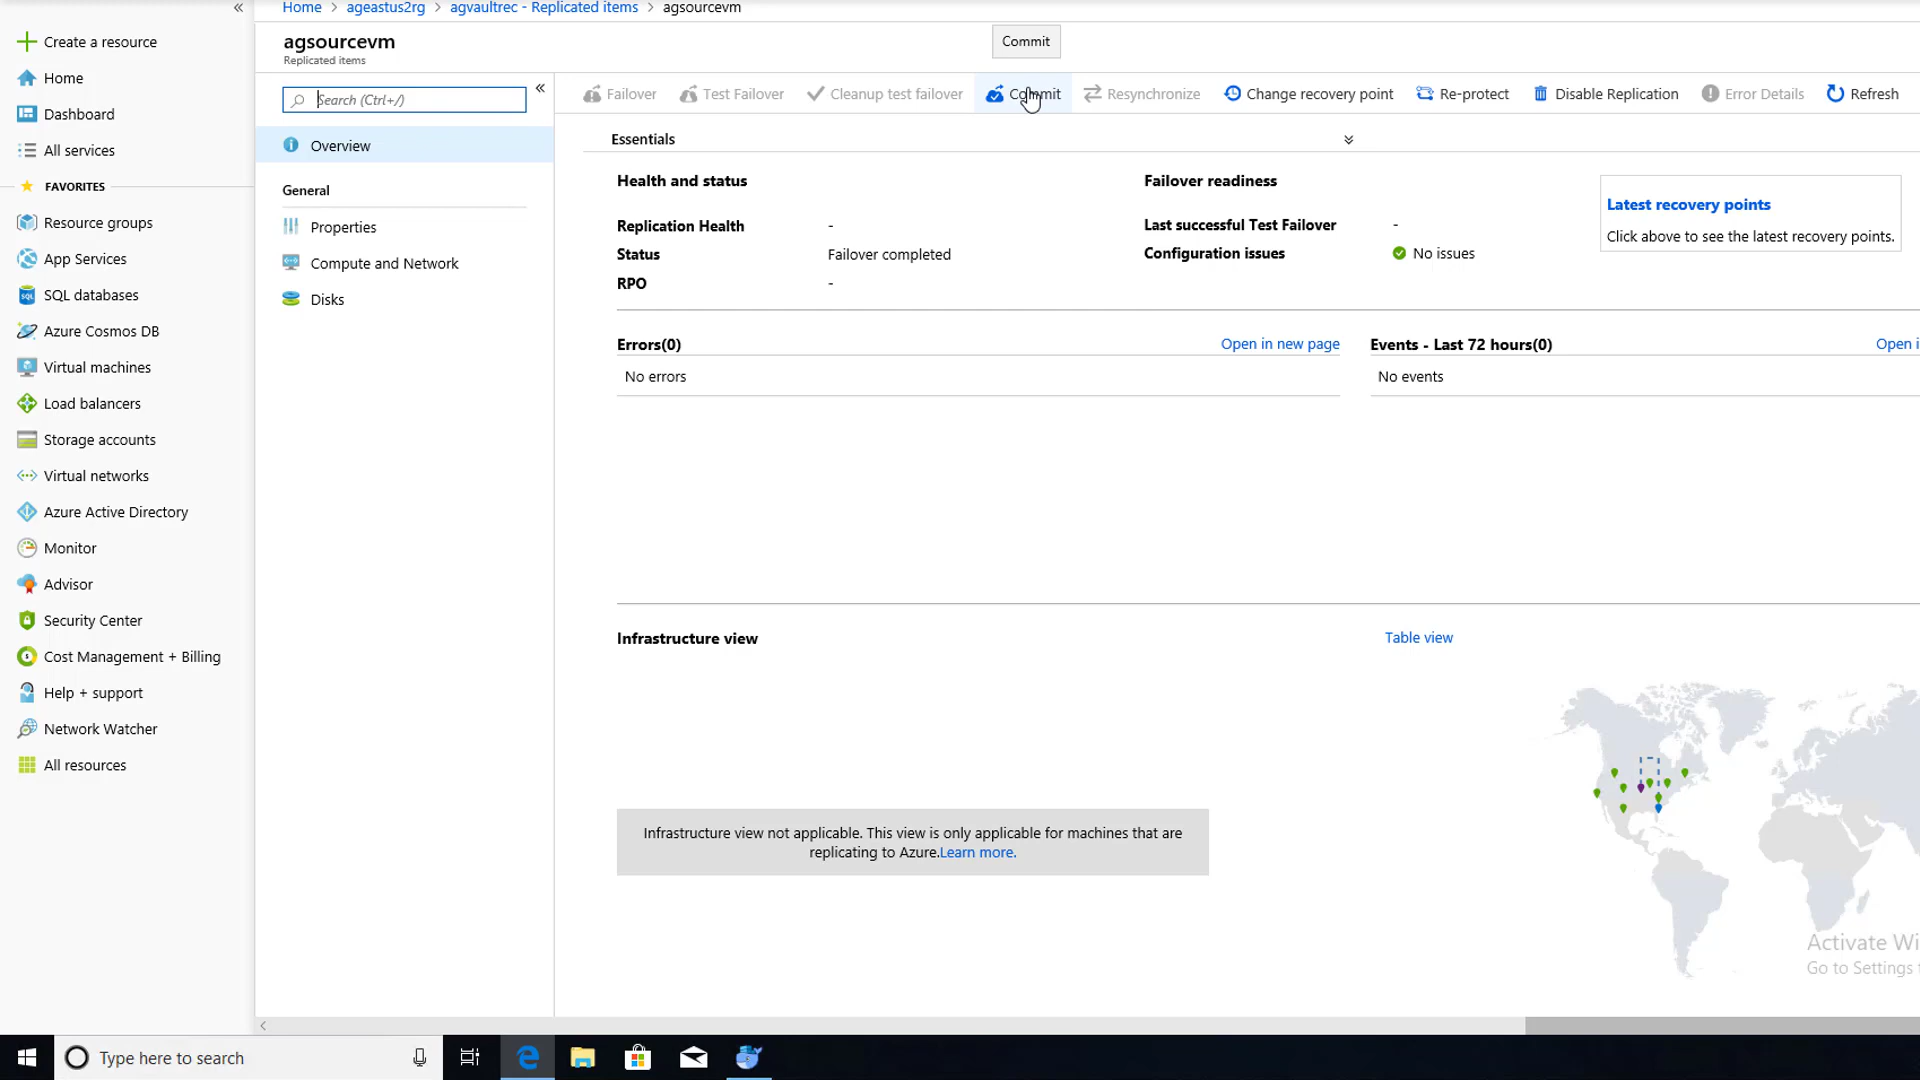 Home > ageastus2rg > agvaultrec - Replicated items > agsourcevm
agsourcevm
Replicated items
Commit
Create a resource
Home
Dashboard
All services
FAVORITES
Resource groups
App Services
SQL databases
Azure Cosmos DB
Virtual machines
Load balancers
Storage accounts
Virtual networks
Azure Active Directory
Monitor
Advisor
Security Center
Cost Management + Billing
Help + support
Network Watcher
All resources
Search (Ctrl+/)
Overview
General
Properties
Compute and Network
Disks
Failover
Test Failover
Cleanup test failover
Commit
Resynchronize
Change recovery point
Re-protect
Disable Replication
Error Details
Refresh
Essentials
Health and status
Replication Health -
Status Failover completed
RPO -
Failover readiness
Last successful Test Failover -
Configuration issues No issues
Latest recovery points
Click above to see the latest recovery points.
Errors(0) Open in new page
No errors
Events - Last 72 hours(0) Open i
No events
Infrastructure view
Table view
Infrastructure view not applicable. This view is only applicable for machines that are
replicating to Azure.Learn more.
Activate Wi
Go to Settings
Type here to search